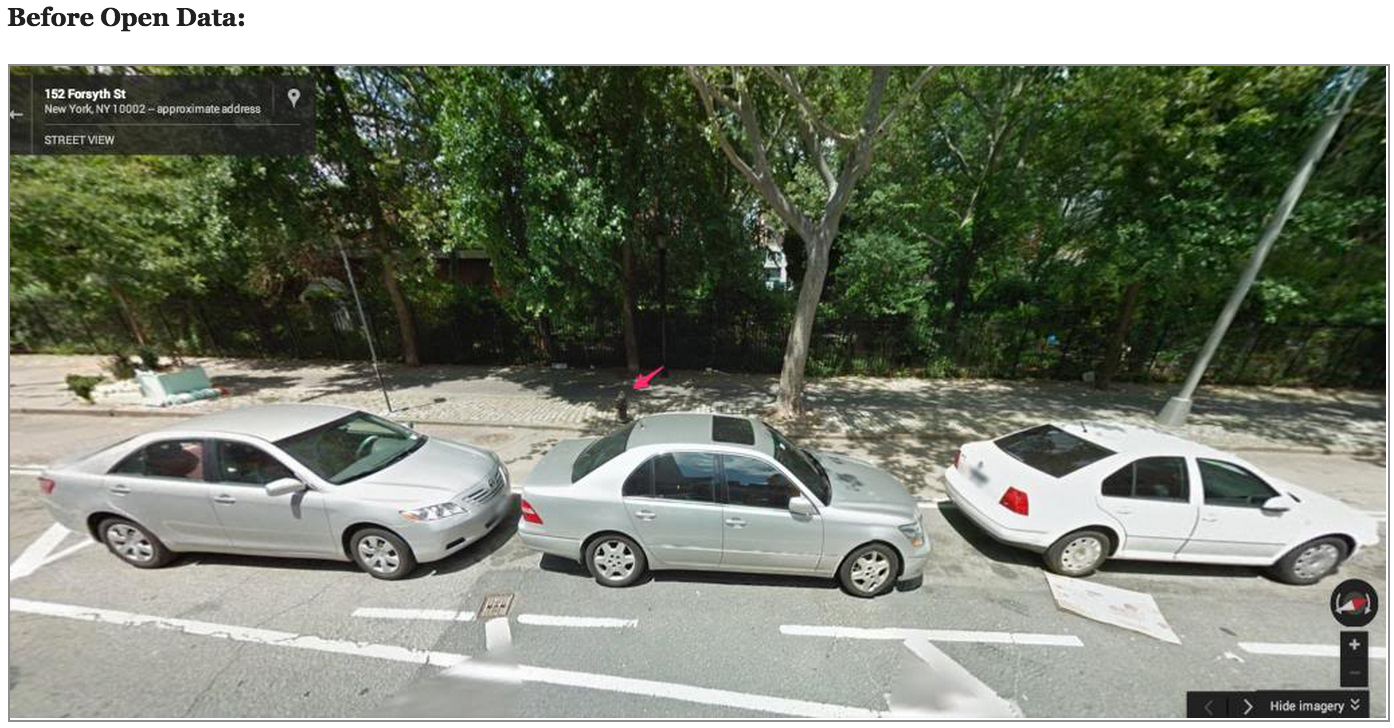 Before Open Data:
152 Forsyth St
New York, NY 10002 – approximate address
STREET VIEW
Hide imagery